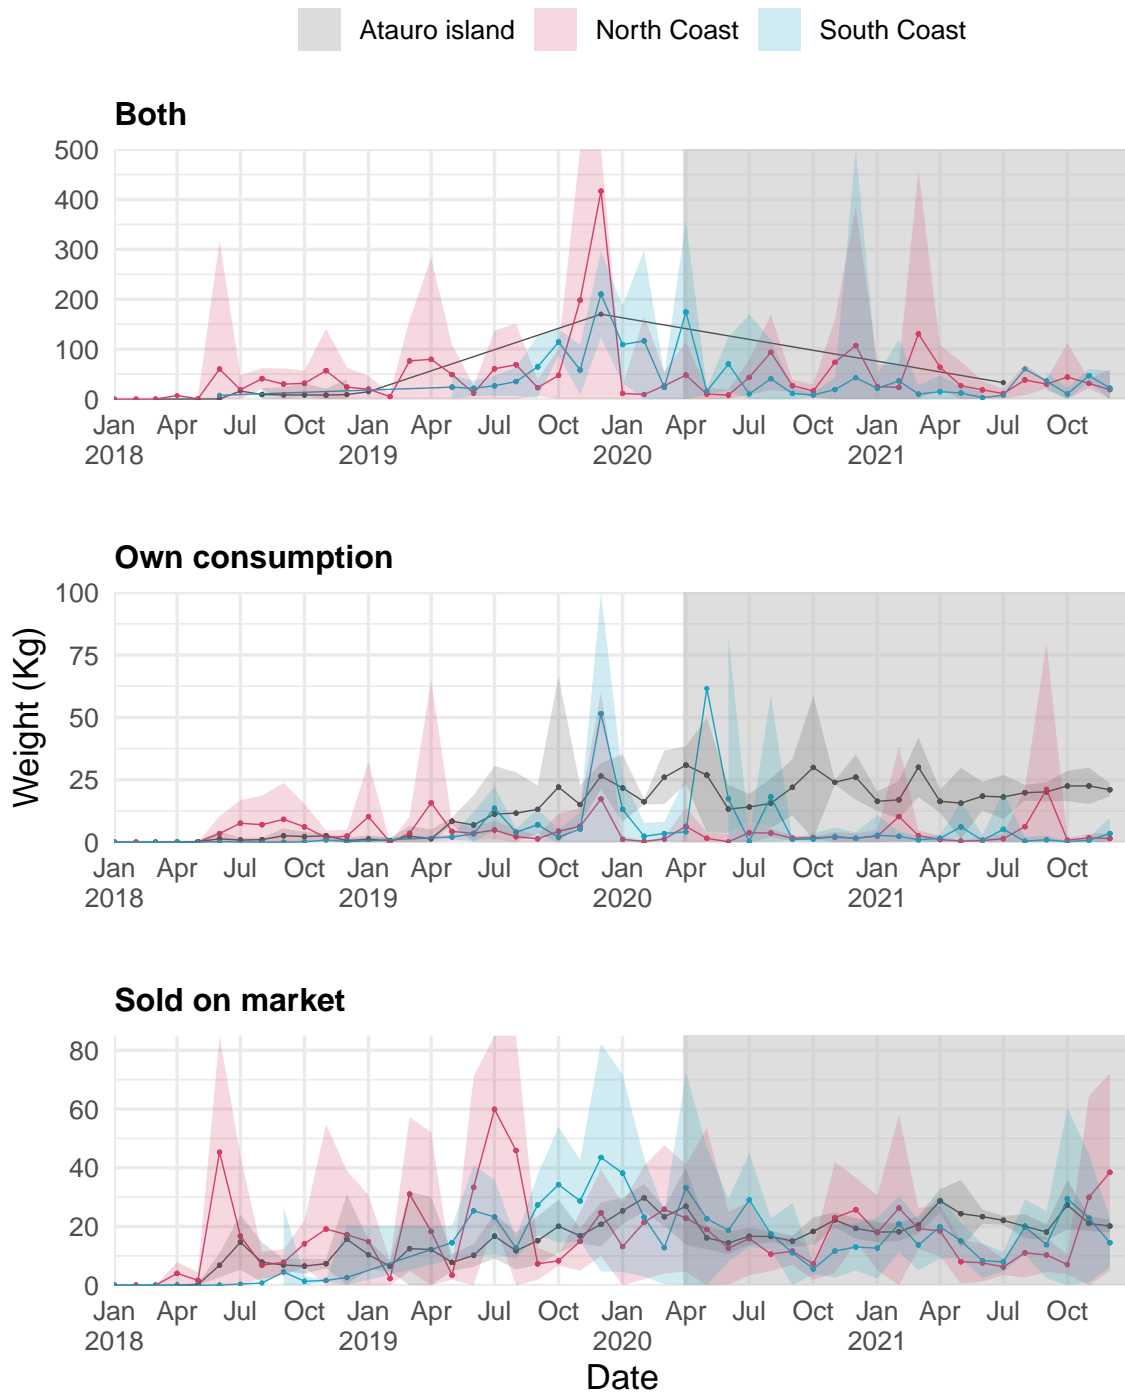 Atauro island North Coast South Coast
Both
500
400
300
200
100
0
Jan Apr Jul Oct Jan Apr Jul Oct Jan Apr Jul Oct Jan Apr Jul Oct
2018 2019 2020 2021
Own consumption
100
75
50
25
0
Jan Apr Jul Oct Jan Apr Jul Oct Jan Apr Jul Oct Jan Apr Jul Oct
2018 2019 2020 2021
Weight (Kg)
Sold on market
80
60
40
20
0
Jan Apr Jul Oct Jan Apr Jul Oct Jan Apr Jul Oct Jan Apr Jul Oct
2018 2019 2020 2021
Date